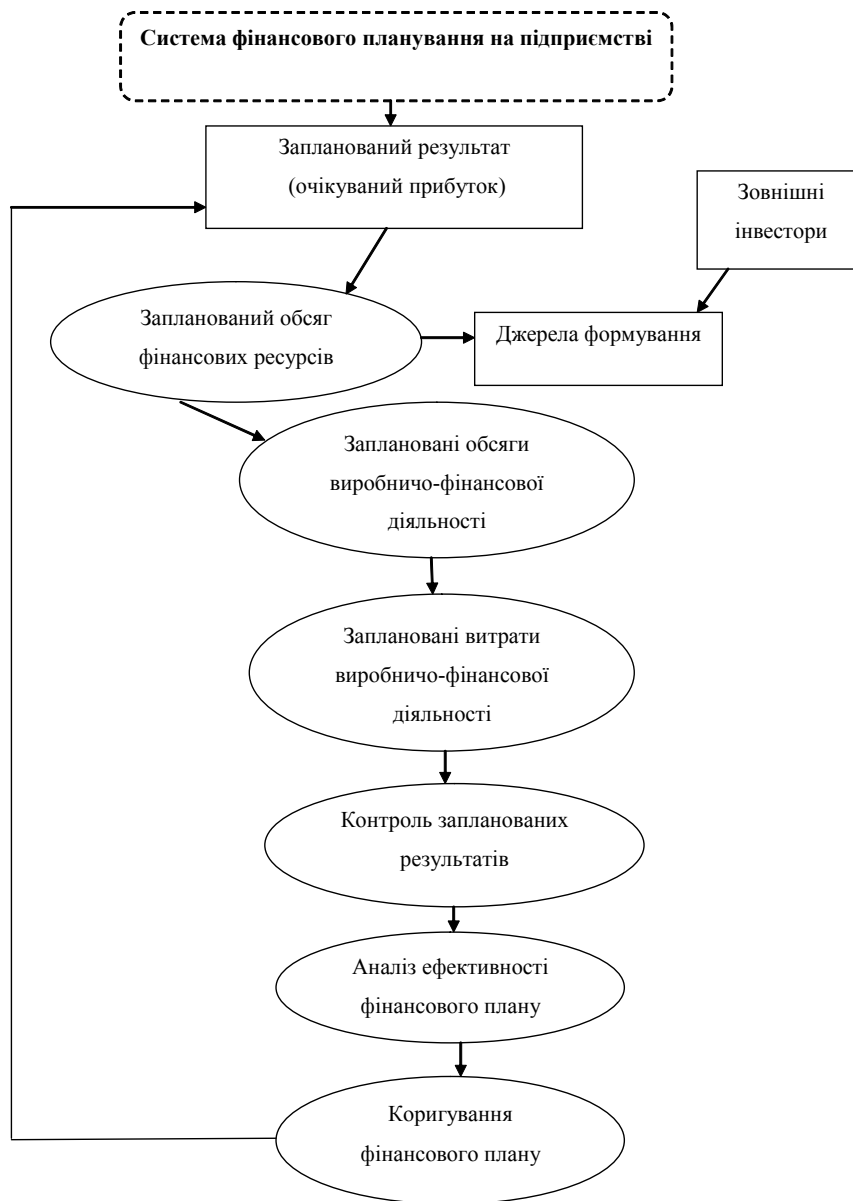 Система фінансового планування на підприємстві
Запланований результат
(очікуваний прибуток)
Зовнішні
інвестори
Запланований обсяг
фінансових ресурсів
Джерела формування
Заплановані обсяги
виробничо-фінансової
діяльності
Заплановані витрати
виробничо-фінансової
діяльності
Контроль запланованих
результатів
Аналіз ефективності
фінансового плану
Коригування
фінансового плану